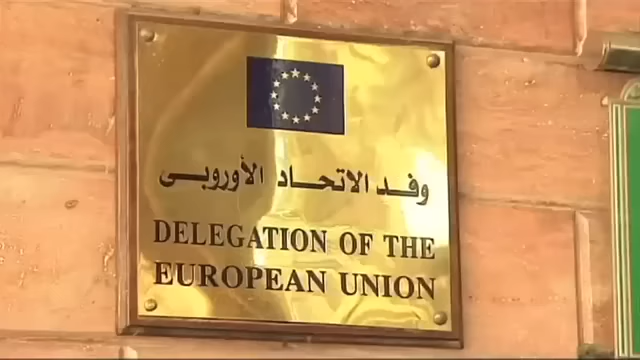 وفد الاتحاد الأوروبى
DELEGATION OF THE
EUROPEAN UNION